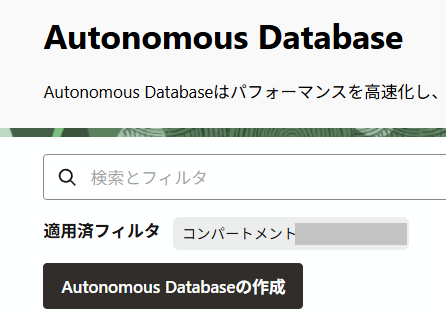 Autonomous Database
Autonomous Databaseはパフォーマンスを高速化し、
検索とフィルタ
適用済フィルタ コンパートメント
Autonomous Databaseの作成